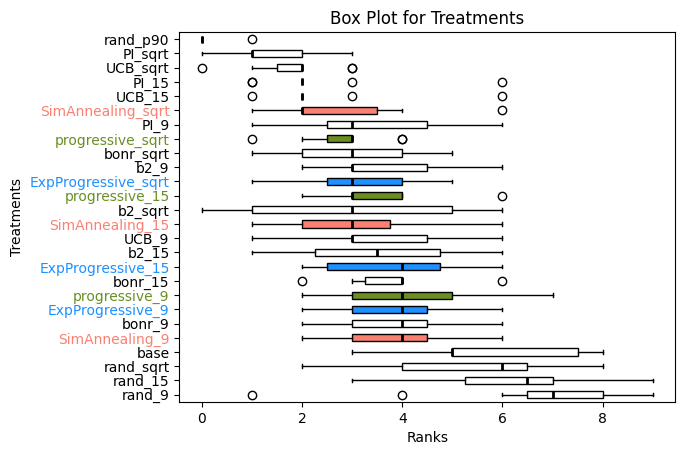 Box Plot for Treatments
Treatments
rand_p90
PI_sqrt
UCB_sqrt
PI_15
UCB_15
SimAnnealing_sqrt
PI_9
progressive_sqrt
bonr_sqrt
b2_9
ExpProgressive_sqrt
progressive_15
b2_sqrt
SimAnnealing_15
UCB_9
b2_15
ExpProgressive_15
bonr_15
progressive_9
ExpProgressive_9
bonr_9
SimAnnealing_9
base
rand_sqrt
rand_15
rand_9
0 2 4 6 8
Ranks